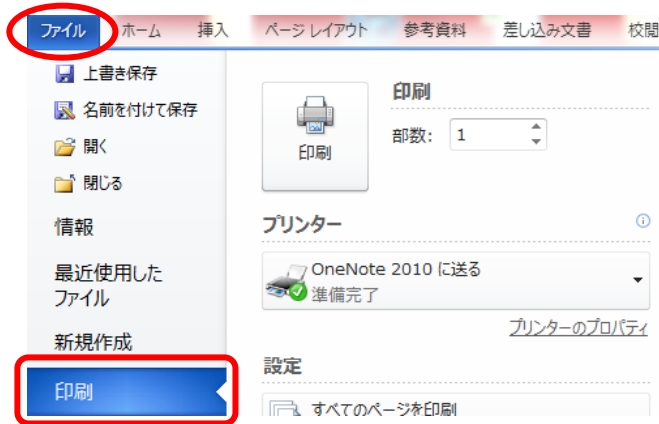 ファイル ホーム 挿入 ページ レイアウト 参考資料 差し込み文書 校閲
上書き保存
名前を付けて保存
開く
閉じる
情報
最近使用した
ファイル
新規作成
印刷
印刷
印刷
部数: 1
プリンター
OneNote 2010 に送る
準備完了
プリンターのプロパティ
設定
すべてのページを印刷